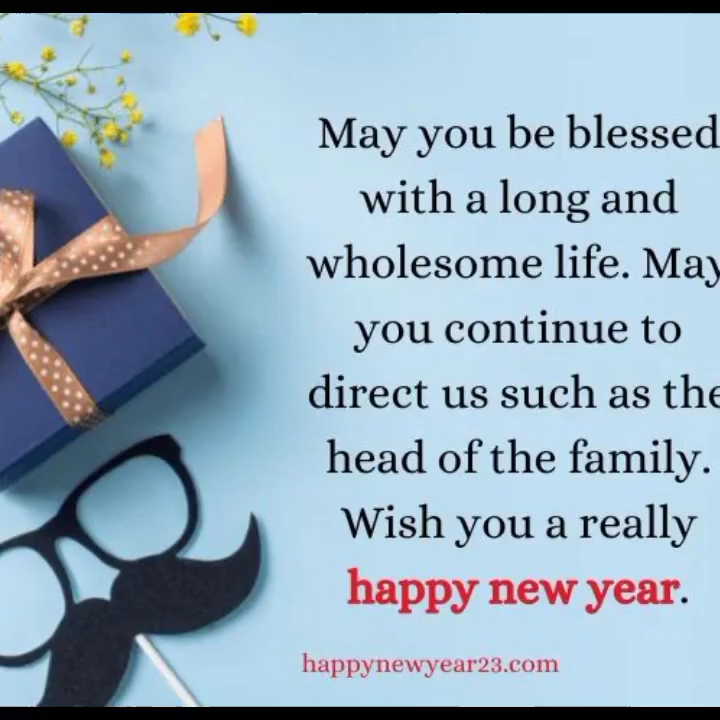 May you be blessed
with a long and
wholesome life. May
you continue to
direct us such as the
head of the family.
Wish you a really
happy new year.
happynewyear23.com